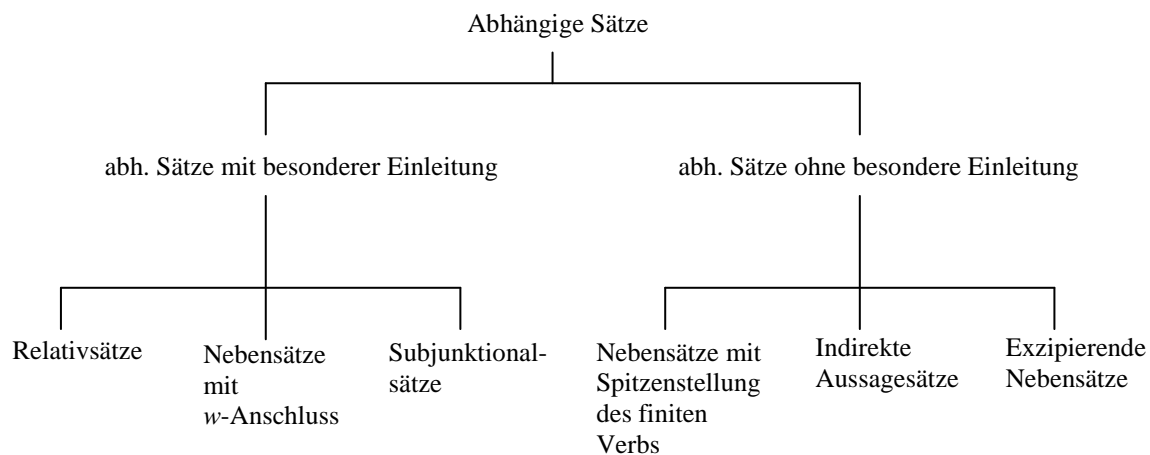 Abhängige Sätze
abh. Sätze mit besonderer Einleitung
abh. Sätze ohne besondere Einleitung
Relativsätze
Nebensätze
mit
w-Anschluss
Subjunktional-
sätze
Nebensätze mit
Spitzenstellung
des finiten
Verbs
Indirekte
Aussagesätze
Exzipierende
Nebensätze